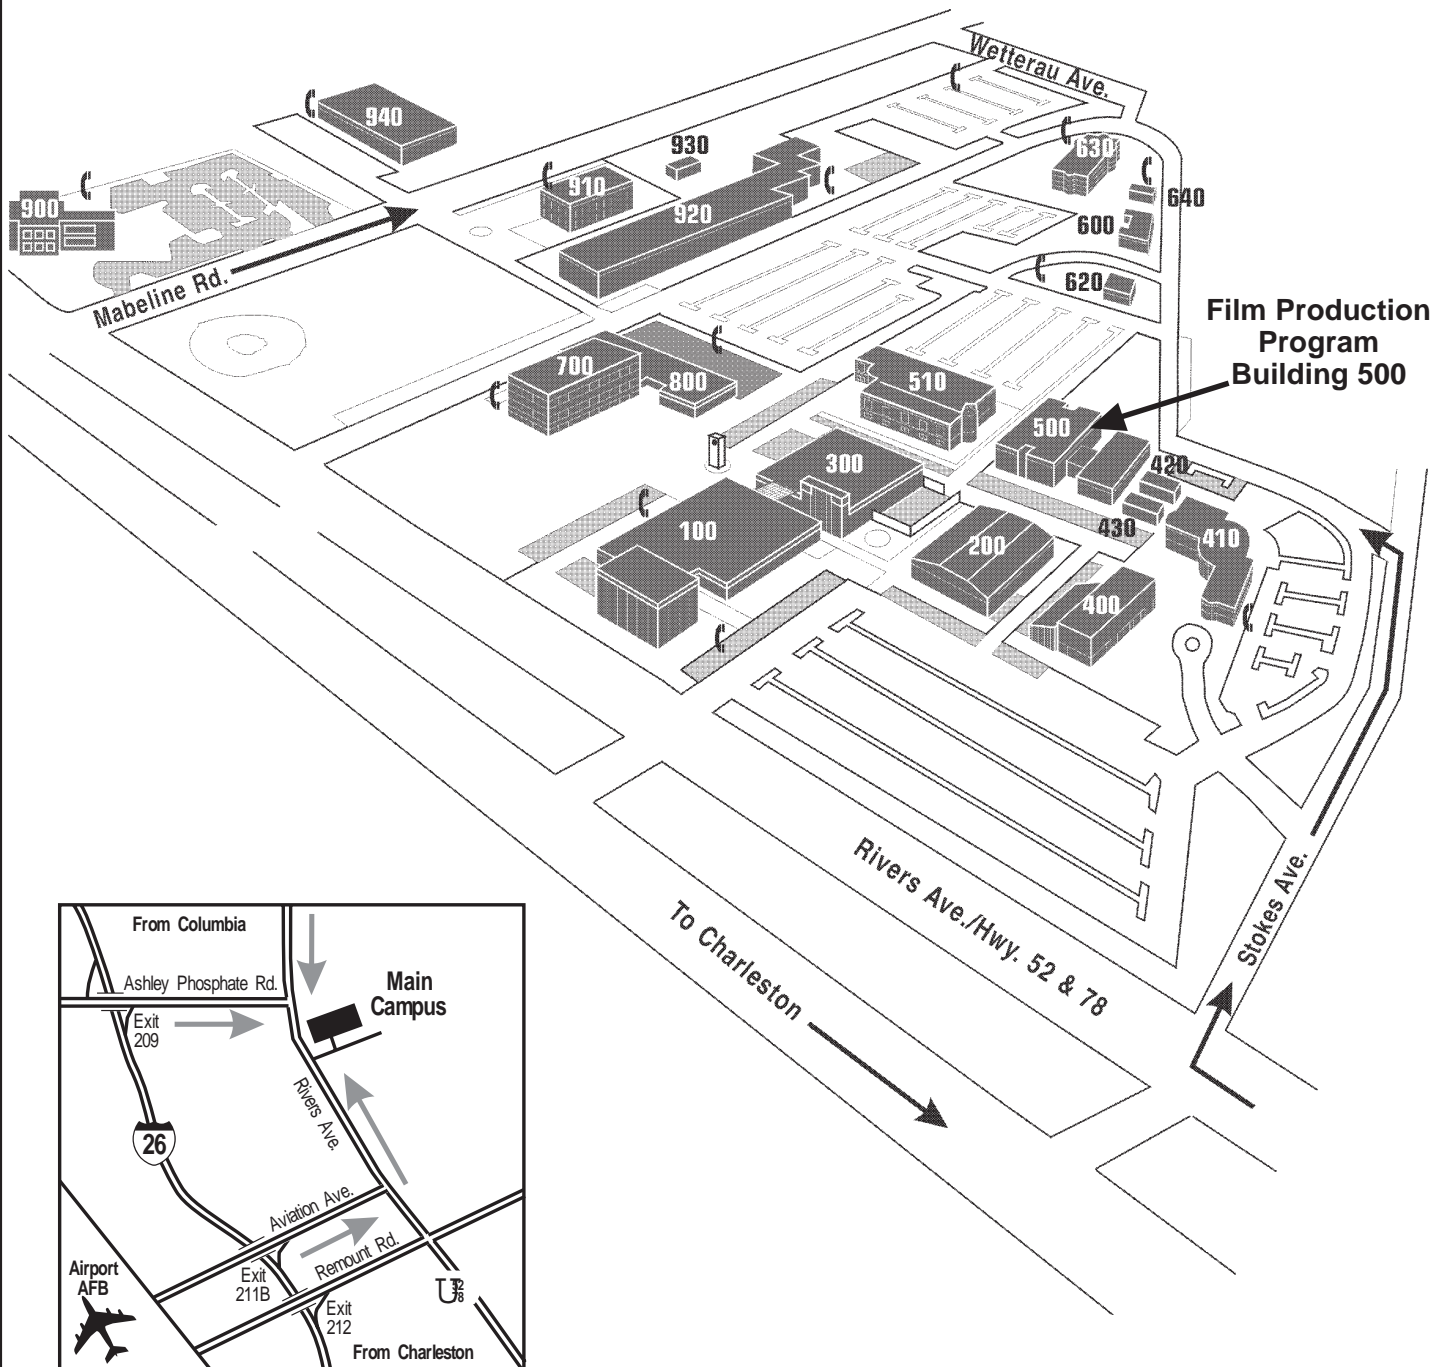 Wetterau Ave.
940
930
630
910
640
900
920
600
620
Mabeline Rd.
Film Production
Program
Building 500
700
800
510
500
300
420
430
410
100
200
400
Rivers Ave./Hwy. 52 & 78
To Charleston
Stokes Ave.
From Columbia
Ashley Phosphate Rd.
Main
Campus
Exit
209
Rivers Ave.
26
Aviation Ave.
Remount Rd.
Airport
AFB
Exit
211B
Exit
212
U
52
78
From Charleston